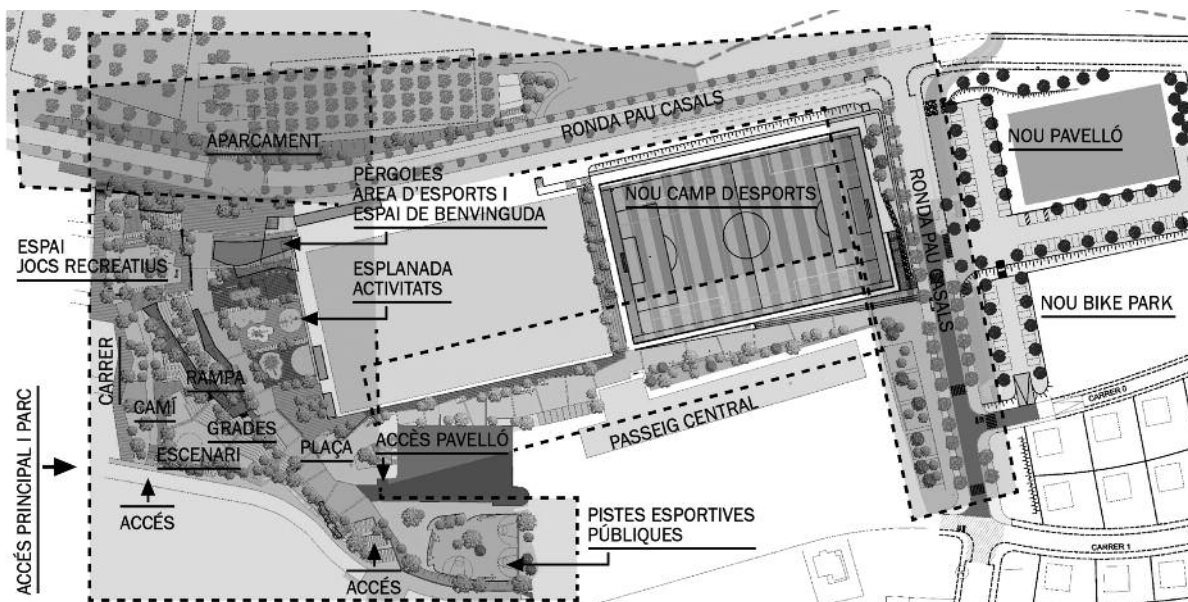 APARCAMENT
RONDA PAU CASALS
NOU PAVELLÓ
PÈRGOLES
ÀREA D'ESPORTS I
ESPAI DE BENVINGUDA
NOU CAMP D'ESPORTS
RONDA PAU CASALS
ESPAI
JOCS RECREATIUS
ESPLANADA
ACTIVITATS
NOU BIKE PARK
CARRER
RAMPA
CAMÍ
GRADES
ESCENARI
PLAÇA
ACCÈS PAVELLÓ
PASSEIG CENTRAL
CARRER 0
ACCÉS PRINCIPAL I PARC
ACCÉS
ACCÉS
PISTES ESPORTIVES
PÚBLIQUES
CARRER 1